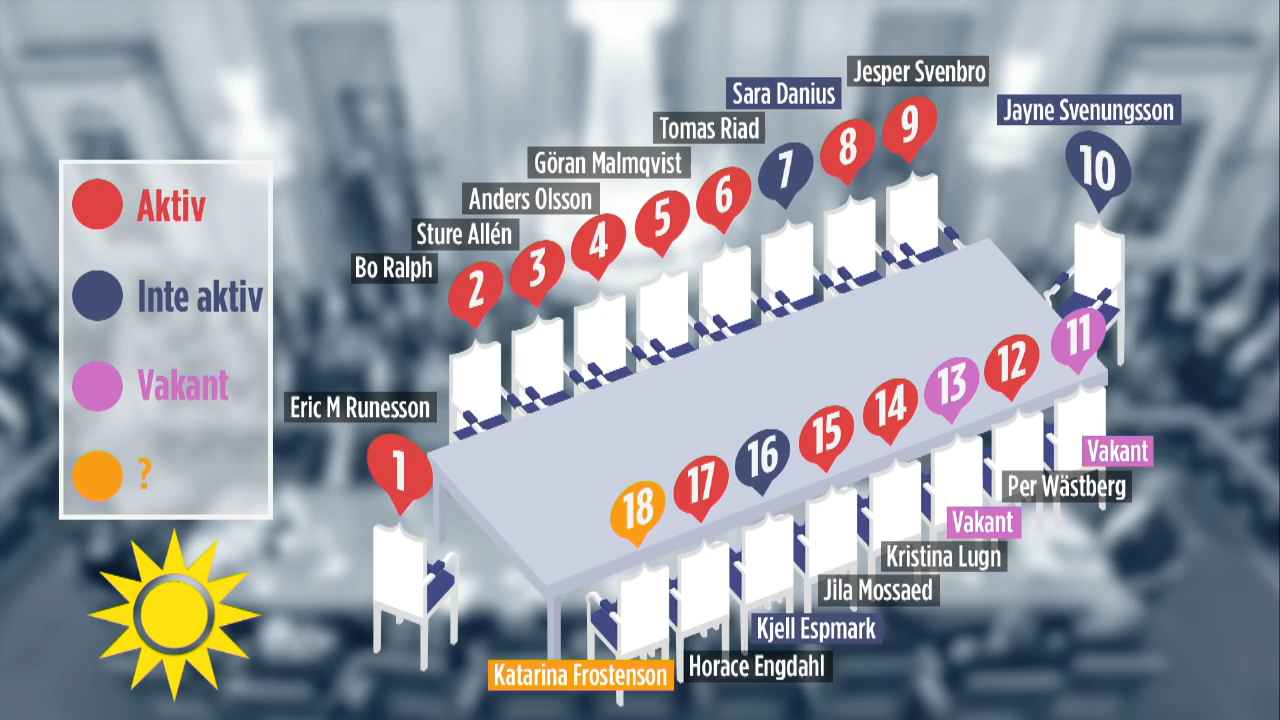 Jesper Svenbro
Sara Danius
Jayne Svenungsson
Tomas Riad
Göran Malmqvist
Anders Olsson
Sture Allén
Bo Ralph
Eric M Runesson
Aktiv
Inte aktiv
Vakant
?
1
2
3
4
5
6
7
8
9
10
11
12
13
14
15
16
17
18
Vakant
Per Wästberg
Vakant
Kristina Lugn
Jila Mossaed
Kjell Espmark
Horace Engdahl
Katarina Frostenson